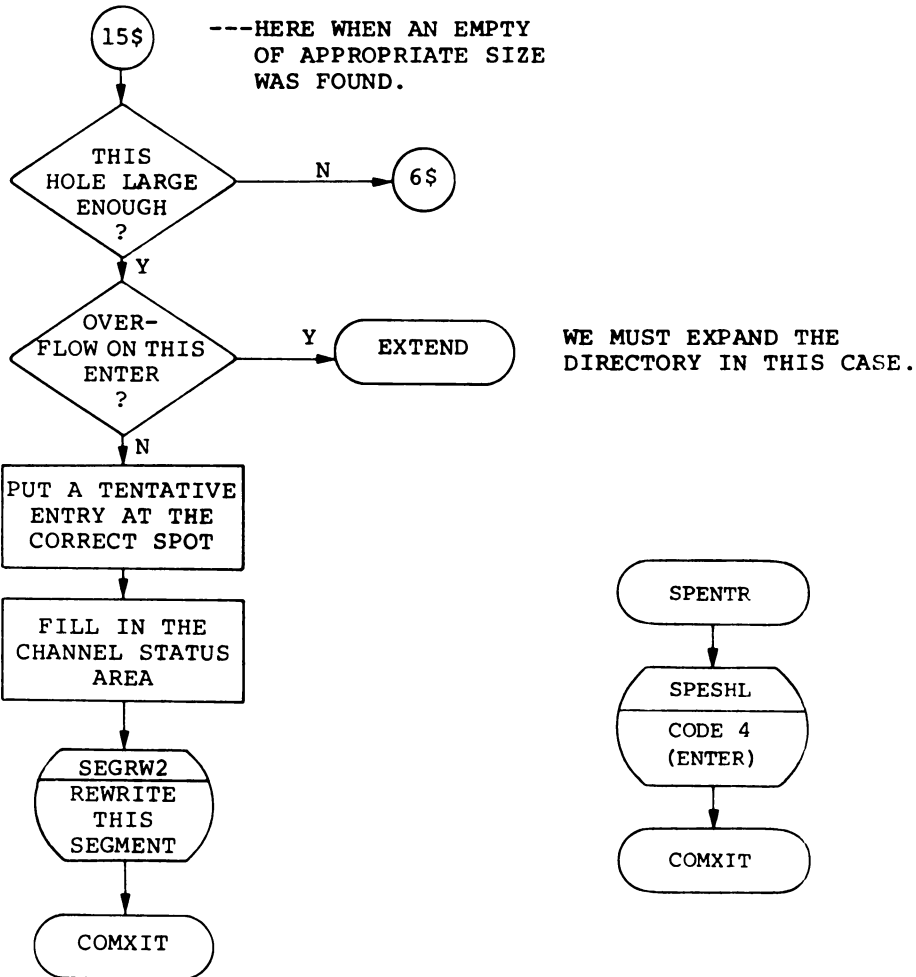 15$
---HERE WHEN AN EMPTY
OF APPROPRIATE SIZE
WAS FOUND.
THIS
HOLE LARGE
ENOUGH
?
N
6$
Y
OVER-
FLOW ON THIS
ENTER
?
Y
EXTEND
WE MUST EXPAND THE
DIRECTORY IN THIS CASE.
N
PUT A TENTATIVE
ENTRY AT THE
CORRECT SPOT
FILL IN THE
CHANNEL STATUS
AREA
SEGRW2
REWRITE
THIS
SEGMENT
COMXIT
SPENTR
SPESHL
CODE 4
(ENTER)
COMXIT